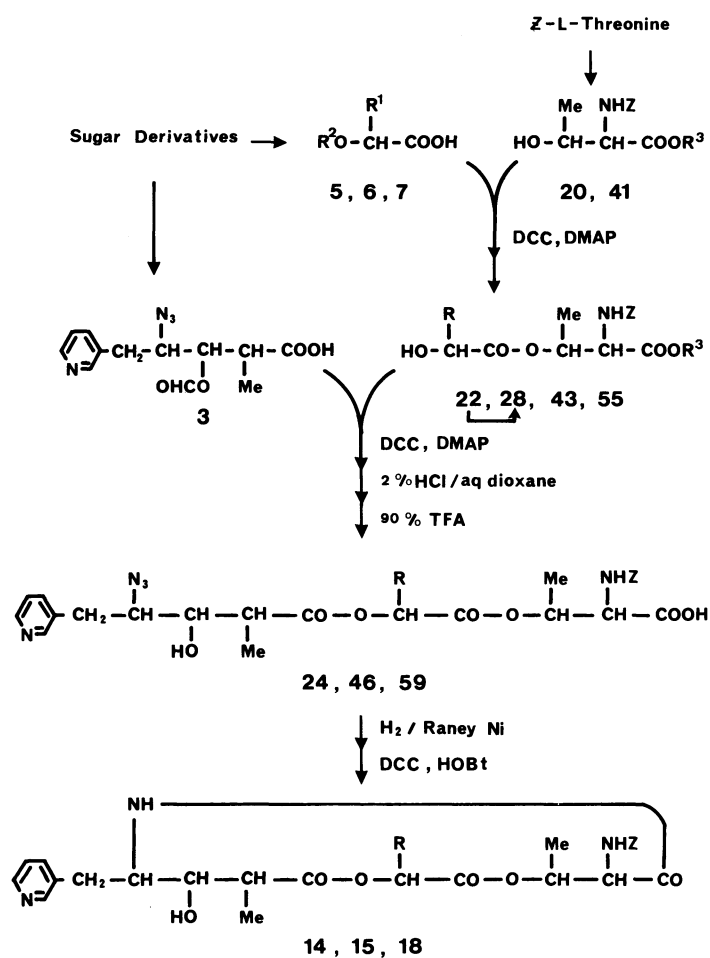 Z-L-Threonine
Sugar Derivatives
R¹
R²O-CH-COOH
5, 6, 7
Me NHZ
HO-CH-CH-COOR³
20, 41
DCC, DMAP
N₃
CH₂-CH-CH-CH-COOH
N OHCO Me
3
R Me NHZ
HO-CH-CO-O-CH-CH-COOR³
22, 28, 43, 55
DCC, DMAP
2 %HCl/aq dioxane
90 % TFA
N₃ R Me NHZ
CH₂-CH-CH-CH-CO-O-CH-CO-O-CH-CH-COOH
N HO Me
24, 46, 59
H₂ / Raney Ni
DCC, HOBt
NH
R Me NHZ
CH₂-CH-CH-CH-CO-O-CH-CO-O-CH-CH-CO
N HO Me
14, 15, 18